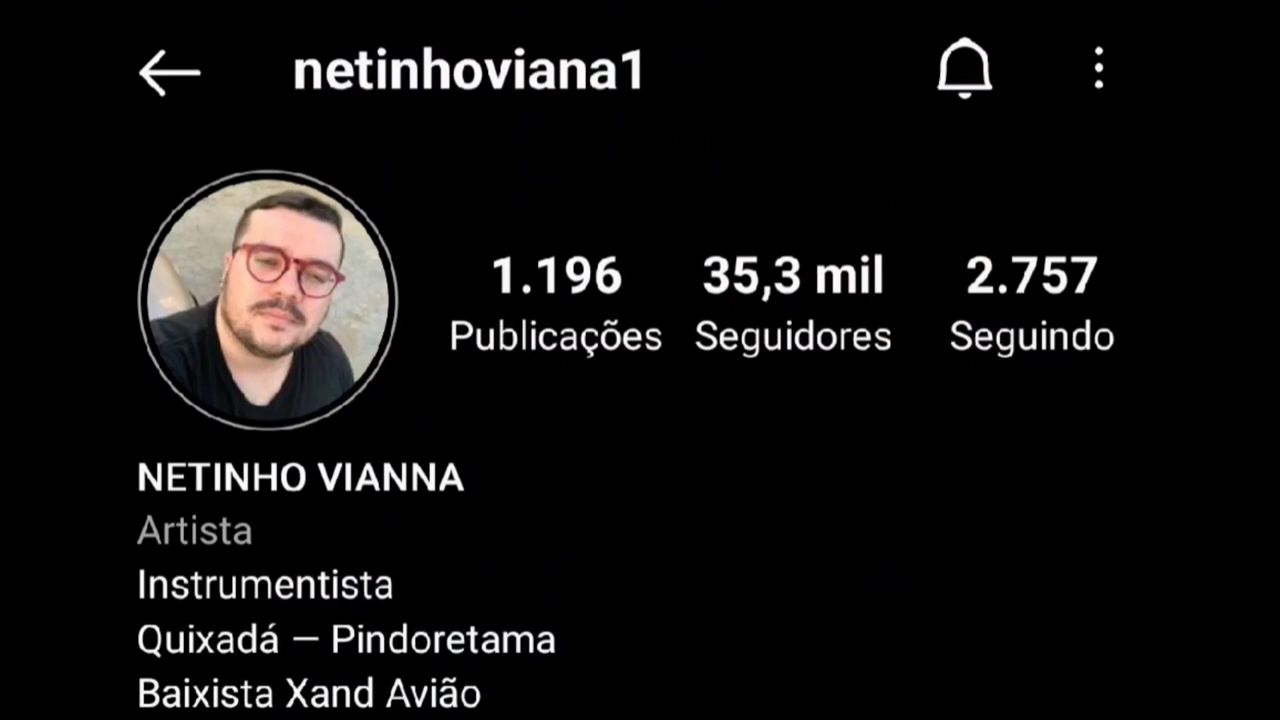 netinhoviana1
1.196 35,3 mil 2.757
Publicações Seguidores Seguindo
NETINHO VIANNA
Artista
Instrumentista
Quixadá — Pindoretama
Baixista Xand Avião